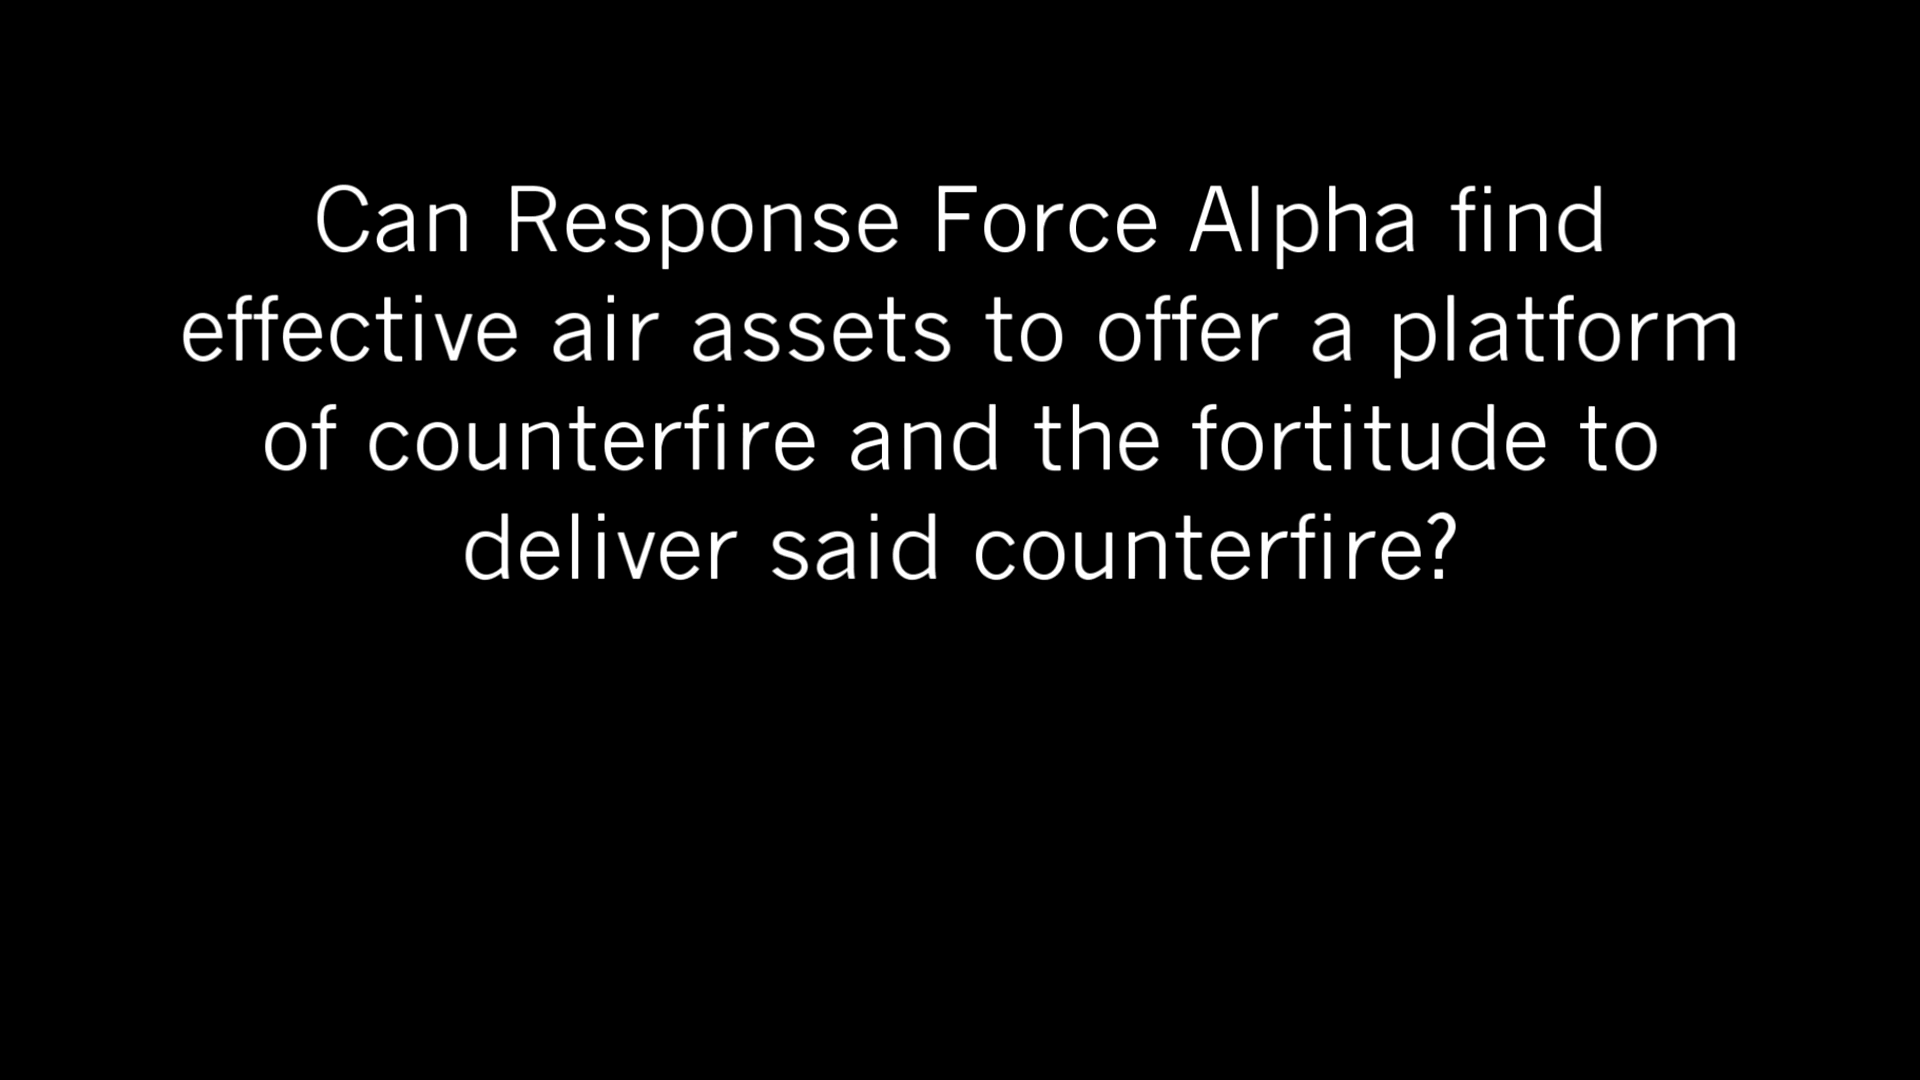 Can Response Force Alpha find
effective air assets to offer a platform
of counterfire and the fortitude to
deliver said counterfire?